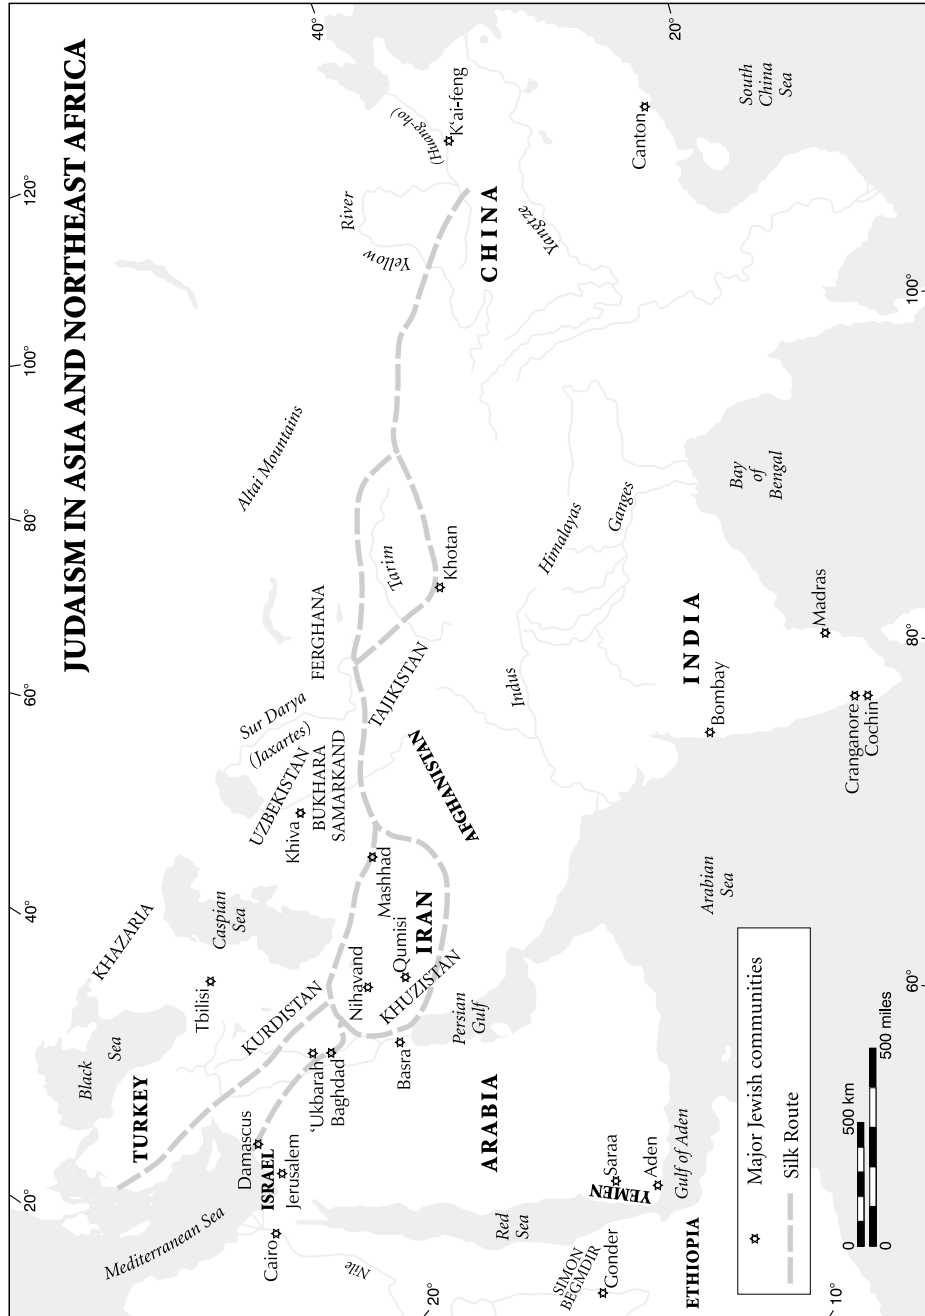 JUDAISM IN ASIA AND NORTHEAST AFRICA
20°
40°
60°
80°
100°
120°
40°
20°
20°
10°
60°
80°
100°
Black
Sea
KHAZARIA
Tbilisi
Caspian
Sea
TURKEY
Mediterranean Sea
KURDISTAN
Damascus
ISRAEL
Jerusalem
Cairo
Nile
'Ukbarah
Baghdad
Nihavand
Qumisi
Mashhad
IRAN
KHUZISTAN
Basra
Persian
Gulf
ARABIA
Red
Sea
Saraa
YEMEN
Aden
Gulf of Aden
SIMON
BEGMDIR
Gonder
ETHIOPIA
Khiva
UZBEKISTAN
BUKHARA
SAMARKAND
Sur Darya
(Jaxartes)
FERGHANA
TAJIKISTAN
AFGHANISTAN
Altai Mountains
Tarim
Khotan
Indus
Himalayas
Ganges
INDIA
Bombay
Cranganore
Cochin
Madras
Arabian
Sea
Bay
of
Bengal
Yellow
River
(Huang-ho)
K'ai-feng
CHINA
Yangtze
Canton
South
China
Sea
Major Jewish communities
Silk Route
0
500 km
0
500 miles